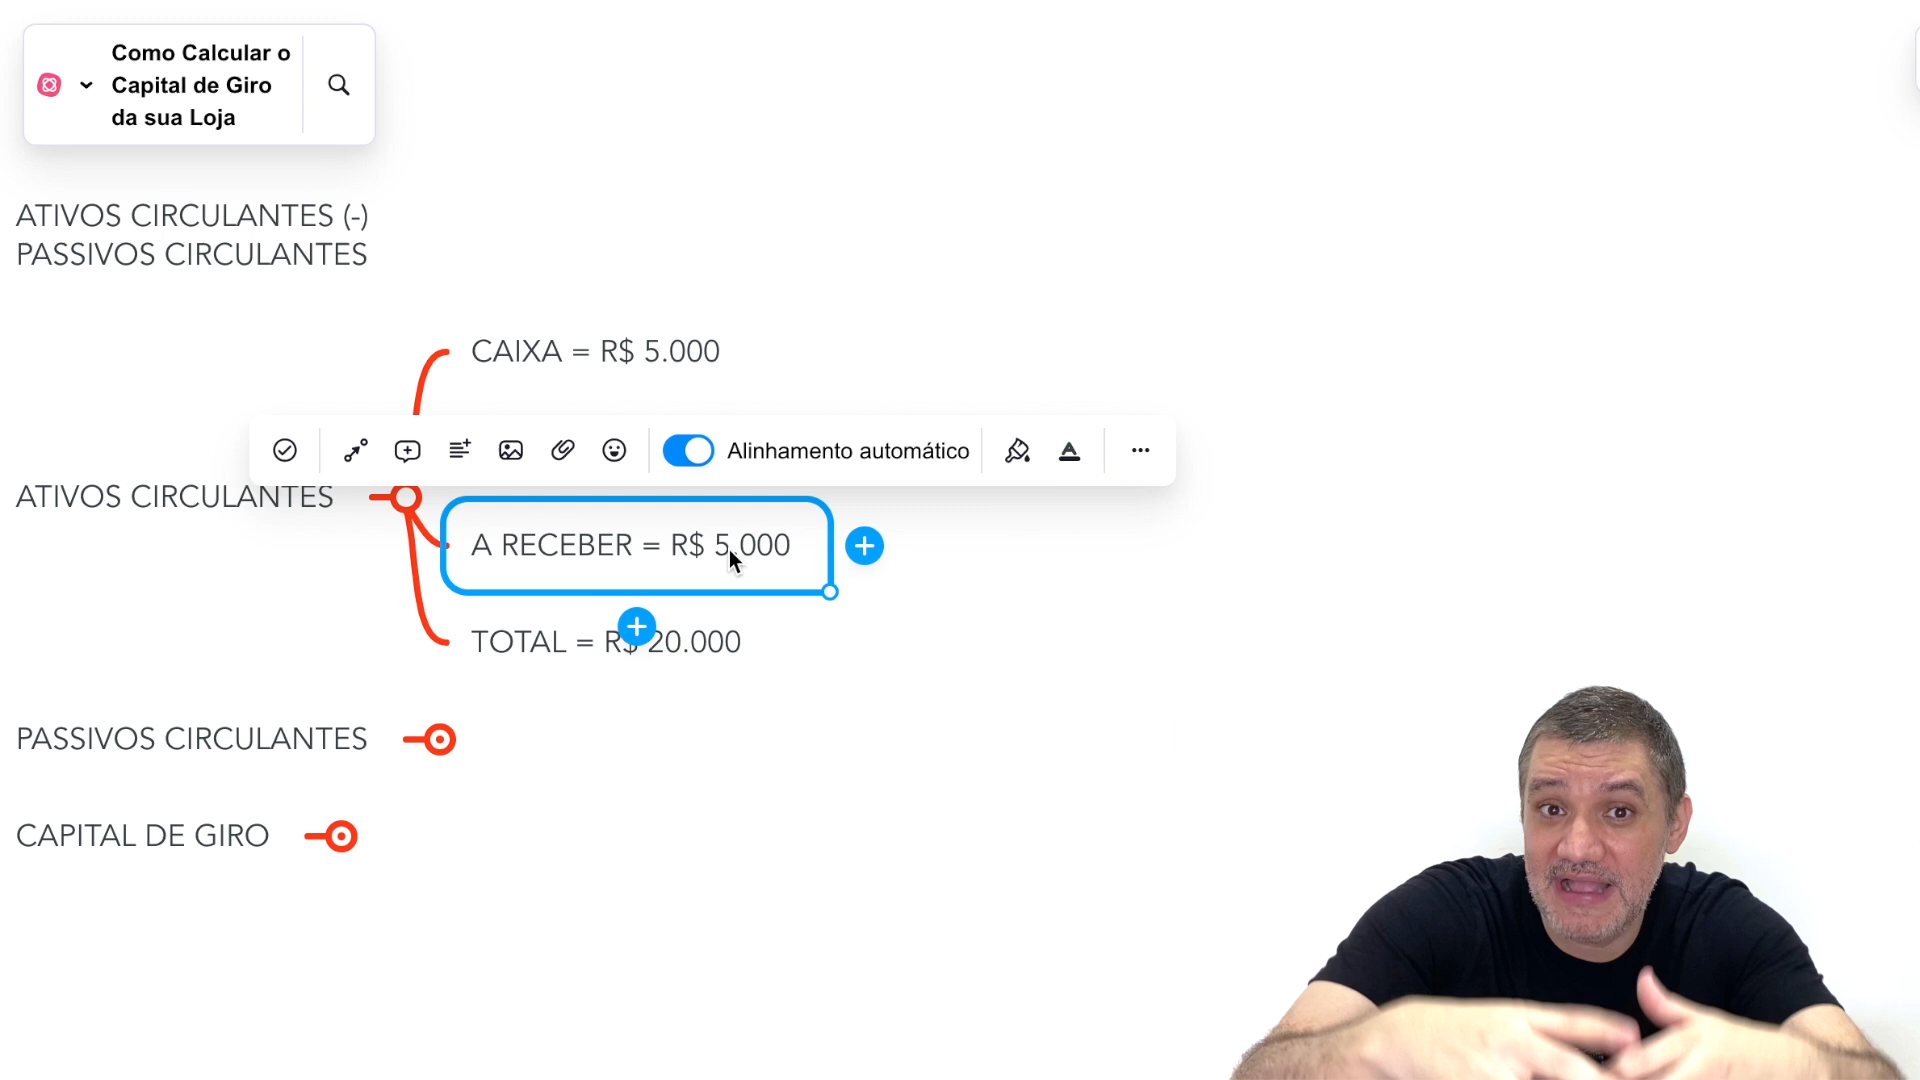 Como Calcular o
Capital de Giro
da sua Loja
ATIVOS CIRCULANTES (-)
PASSIVOS CIRCULANTES
CAIXA = R$ 5.000
Alinhamento automático
ATIVOS CIRCULANTES
A RECEBER = R$ 5.000
TOTAL = R$ 20.000
PASSIVOS CIRCULANTES
CAPITAL DE GIRO